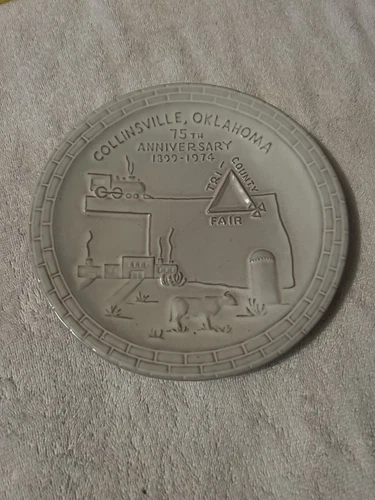 COLLINSVILLE, OKLAHOMA
75TH
ANNIVERSARY
1899-1974
TRI-COUNTY
FAIR